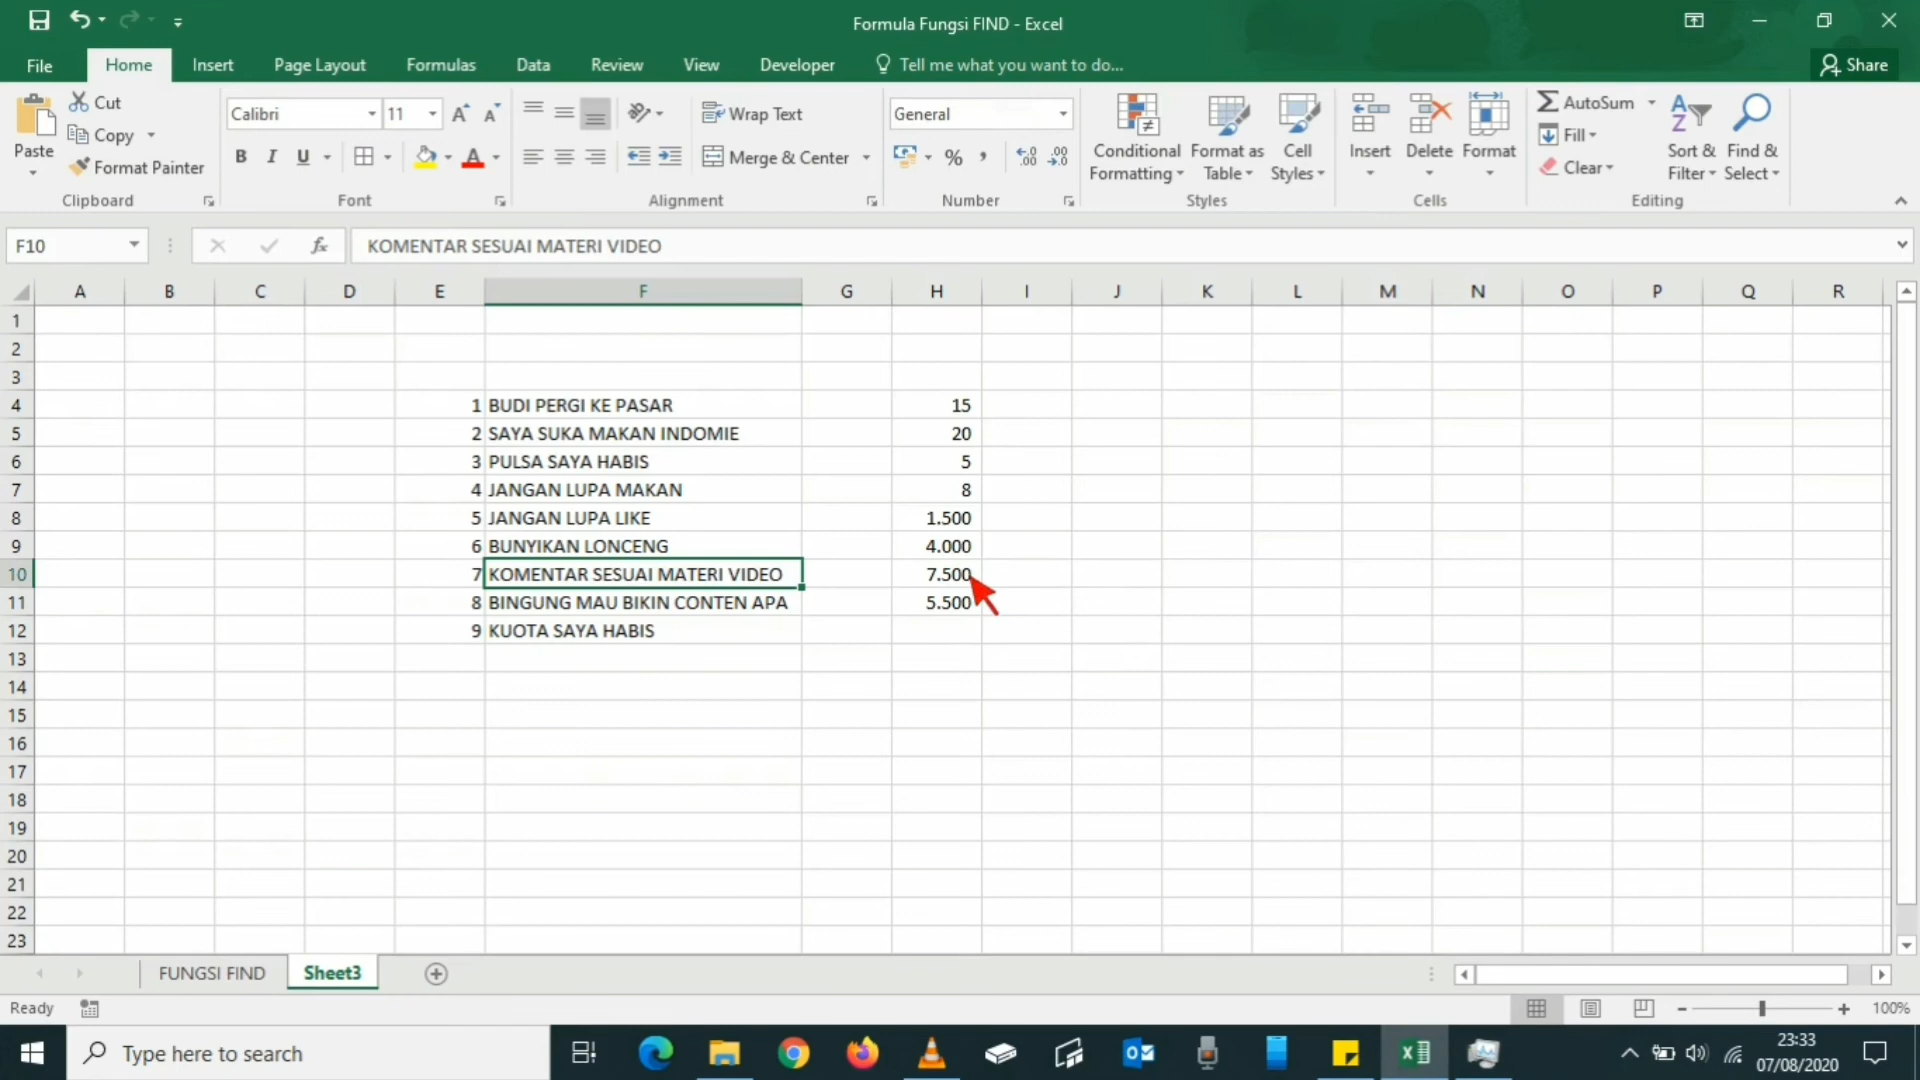 Formula Fungsi FIND - Excel
File Home Insert Page Layout Formulas Data Review View Developer Tell me what you want to do... Share
Paste
Cut
Copy
Format Painter
Clipboard
Calibri 11
B I U
Font
Wrap Text
Merge & Center
Alignment
General
%
Number
Conditional Formatting
Format as Table
Cell Styles
Styles
Insert Delete Format
Cells
AutoSum
Fill
Clear
Sort & Filter
Find & Select
Editing
F10 fx KOMENTAR SESUAI MATERI VIDEO
A B C D E F G H I J K L M N O P Q R
1
2
3
4 1 BUDI PERGI KE PASAR 15
5 2 SAYA SUKA MAKAN INDOMIE 20
6 3 PULSA SAYA HABIS 5
7 4 JANGAN LUPA MAKAN 8
8 5 JANGAN LUPA LIKE 1.500
9 6 BUNYIKAN LONCENG 4.000
10 7 KOMENTAR SESUAI MATERI VIDEO 7.500
11 8 BINGUNG MAU BIKIN CONTEN APA 5.500
12 9 KUOTA SAYA HABIS
13
14
15
16
17
18
19
20
21
22
23
FUNGSI FIND Sheet3
Ready 100%
Type here to search
23:33
07/08/2020